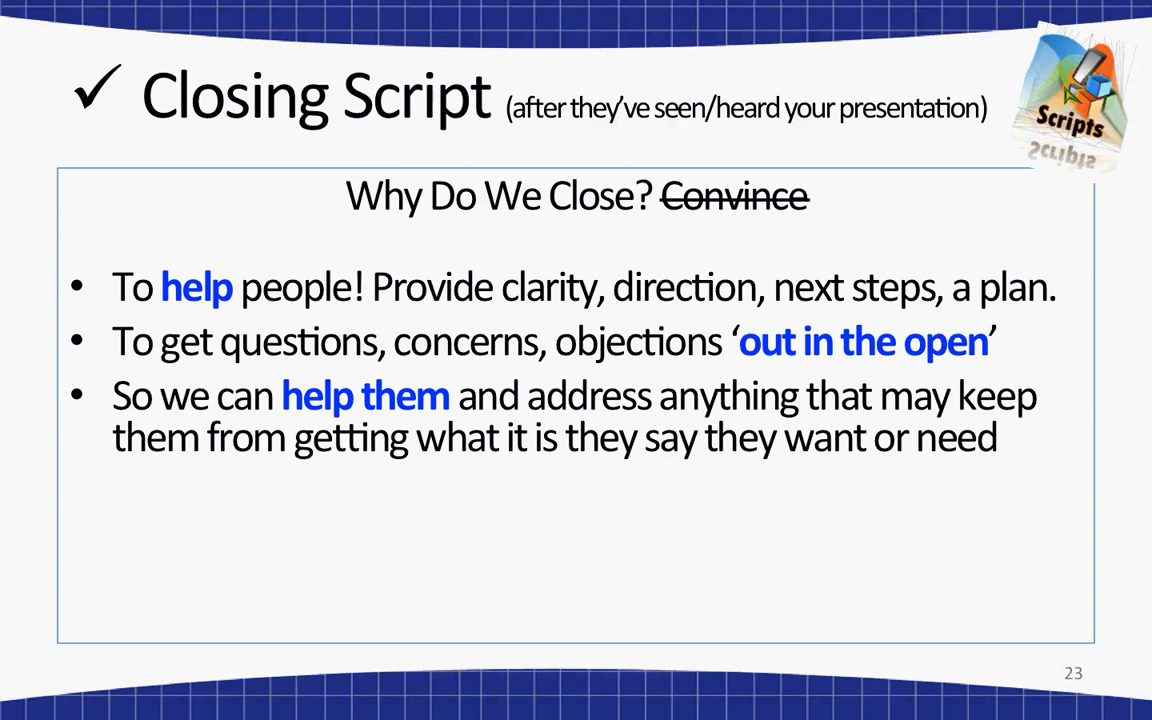 ✓ Closing Script (after they've seen/heard your presentation)
Scripts
Scripts
Why Do We Close? Convince
• To help people! Provide clarity, direction, next steps, a plan.
• To get questions, concerns, objections ‘out in the open’
• So we can help them and address anything that may keep
them from getting what it is they say they want or need
23